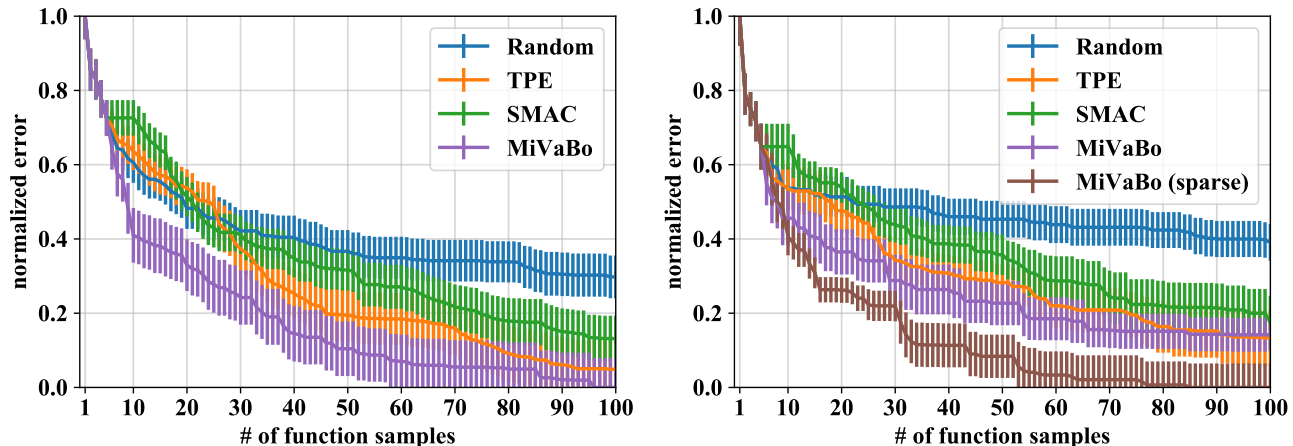 1.0
0.8
0.6
0.4
0.2
0.0
normalized error
Random
TPE
SMAC
MiVaBo
1 10 20 30 40 50 60 70 80 90 100
# of function samples
1.0
0.8
0.6
0.4
0.2
0.0
normalized error
Random
TPE
SMAC
MiVaBo
MiVaBo (sparse)
1 10 20 30 40 50 60 70 80 90 100
# of function samples